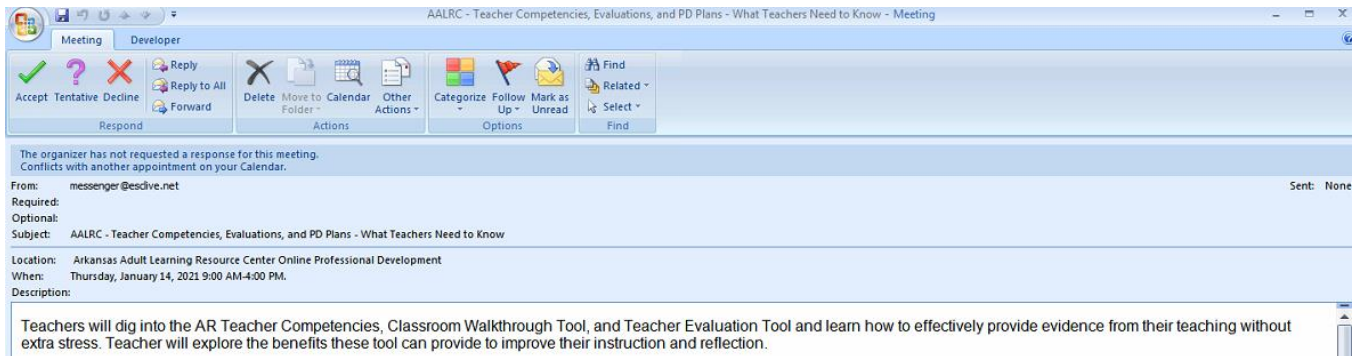 AALRC - Teacher Competencies, Evaluations, and PD Plans - What Teachers Need to Know - Meeting
Meeting Developer
Accept Tentative Decline
Reply
Reply to All
Forward
Respond
Delete Move to Folder Calendar Other Actions
Actions
Categorize Follow Up Mark as Unread
Options
Find
Related
Select
Find
The organizer has not requested a response for this meeting.
Conflicts with another appointment on your Calendar.
From: messenger@esclive.net Sent: None
Required:
Optional:
Subject: AALRC - Teacher Competencies, Evaluations, and PD Plans - What Teachers Need to Know
Location: Arkansas Adult Learning Resource Center Online Professional Development
When: Thursday, January 14, 2021 9:00 AM-4:00 PM.
Description:
Teachers will dig into the AR Teacher Competencies, Classroom Walkthrough Tool, and Teacher Evaluation Tool and learn how to effectively provide evidence from their teaching without
extra stress. Teacher will explore the benefits these tool can provide to improve their instruction and reflection.